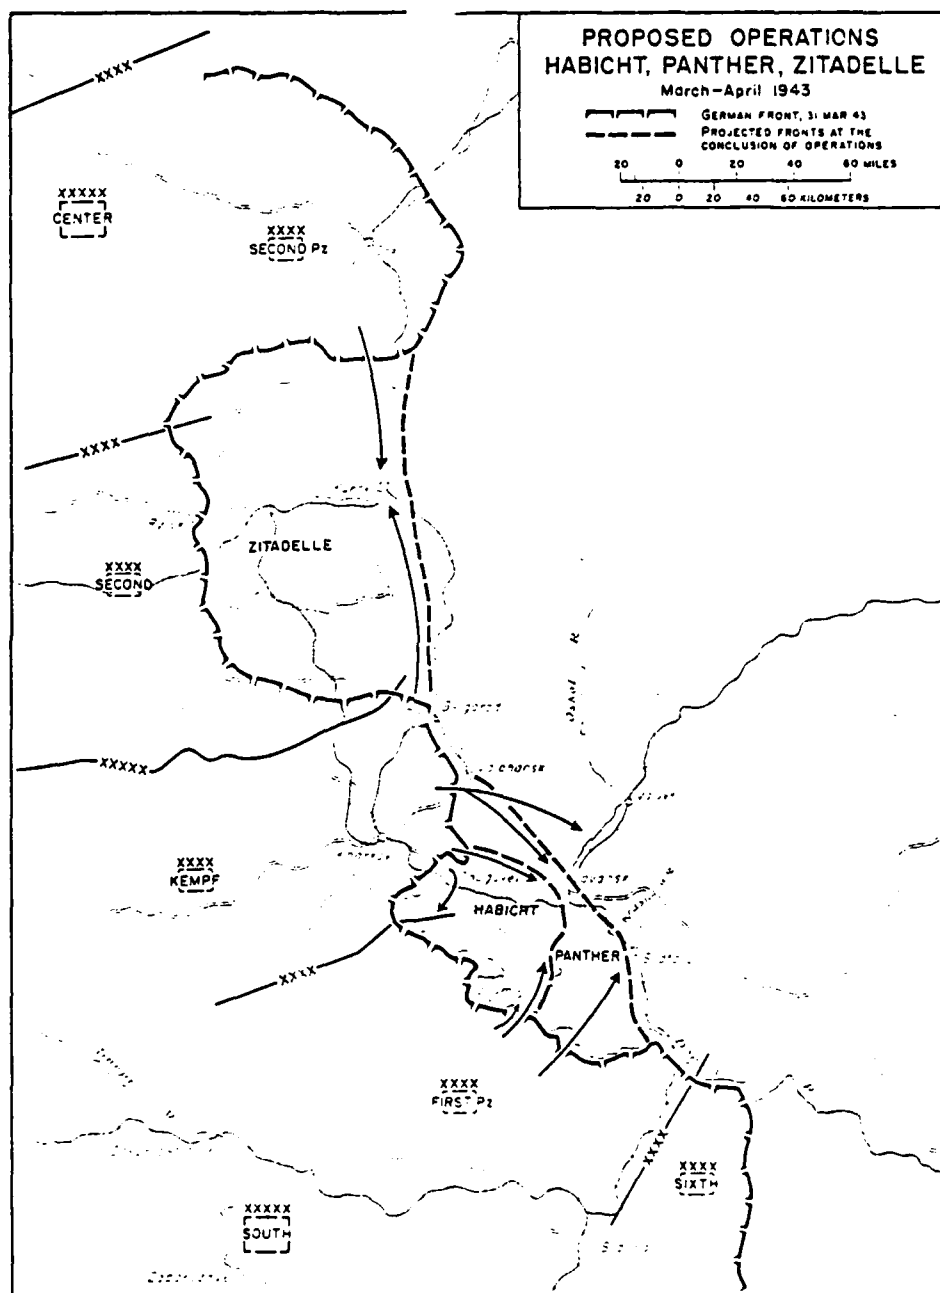 PROPOSED OPERATIONS
HABICHT, PANTHER, ZITADELLE
March–April 1943
GERMAN FRONT, 31 MAR 43
PROJECTED FRONTS AT THE
CONCLUSION OF OPERATIONS
20 0 20 40 60 MILES
20 0 20 40 60 KILOMETERS
XXXX
XXXXX
CENTER
XXXX
SECOND Pz
XXXX
ZITADELLE
XXXX
SECOND
Oskol R
XXXXX
XXXX
KEMPF
HABICHT
PANTHER
XXXX
XXXX
FIRST Pz
XXXX
XXXX
SIXTH
XXXXX
SOUTH